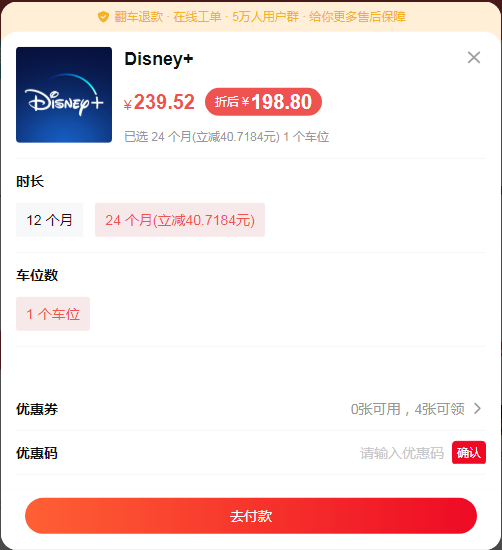 翻车退款 · 在线工单 · 5万人用户群 · 给你更多售后保障
Disney+
Disney+
¥239.52 折后¥198.80
已选 24 个月(立减40.7184元) 1 个车位
时长
12 个月 24 个月(立减40.7184元)
车位数
1 个车位
优惠券 0张可用，4张可领
优惠码 请输入优惠码 确认
去付款